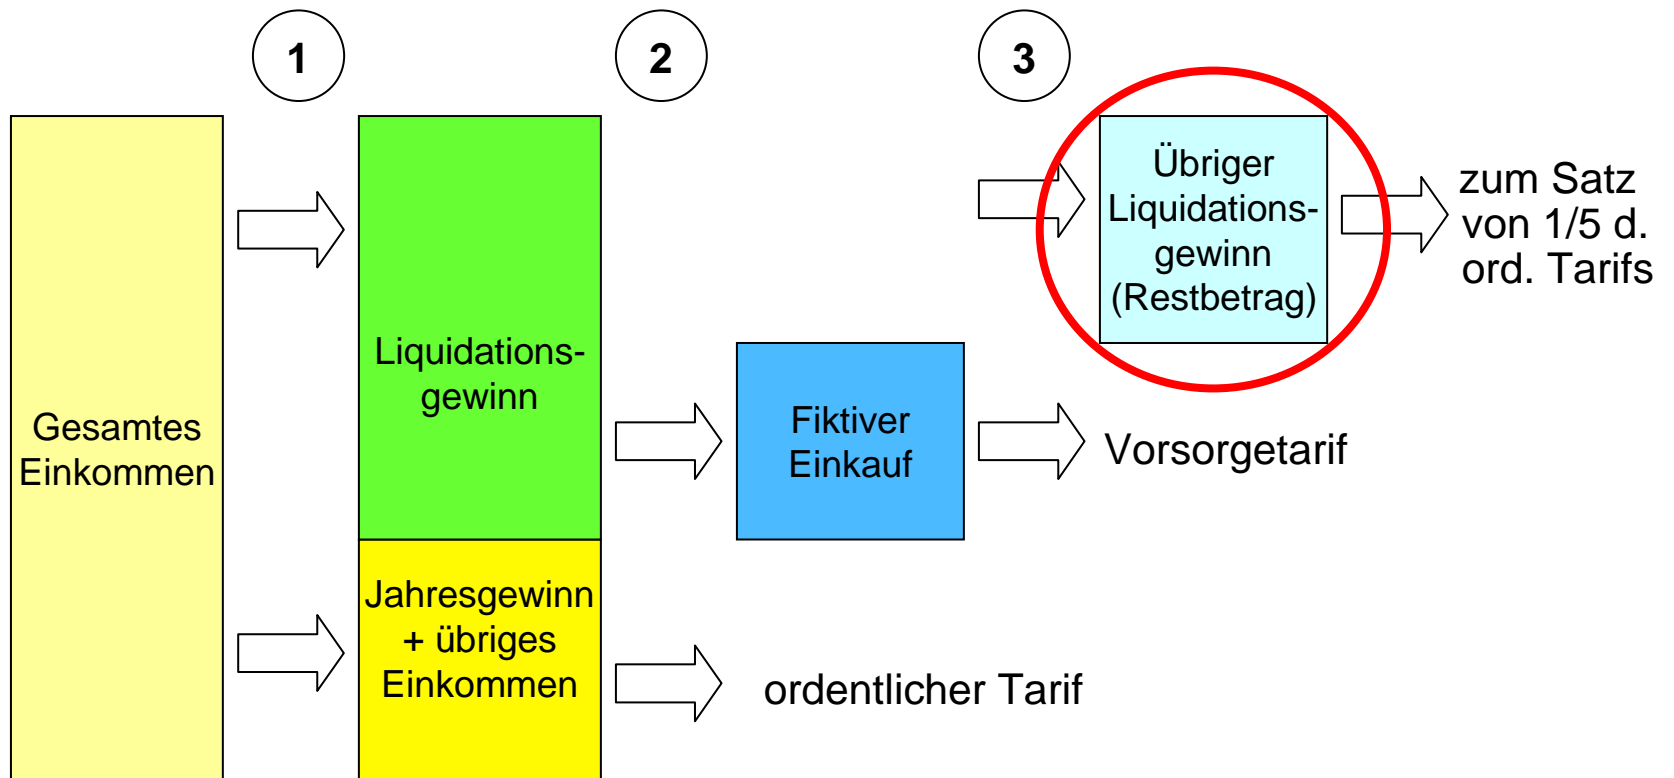 1
2
3
Gesamtes
Einkommen
Liquidations-
gewinn
Jahresgewinn
+ übriges
Einkommen
Fiktiver
Einkauf
ordentlicher Tarif
Übriger
Liquidations-
gewinn
(Restbetrag)
Vorsorgetarif
zum Satz
von 1/5 d.
ord. Tarifs